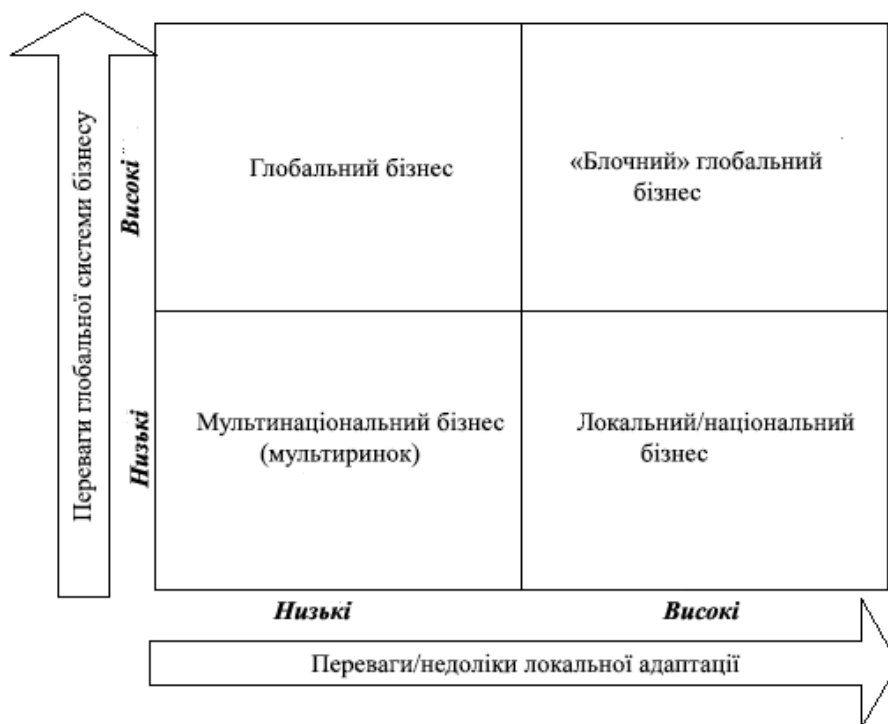 Переваги глобальної системи бізнесу
Високі
Низькі
Глобальний бізнес
«Блочний» глобальний
бізнес
Мультинаціональний бізнес
(мультиринок)
Локальний/національний
бізнес
Низькі
Високі
Переваги/недоліки локальної адаптації